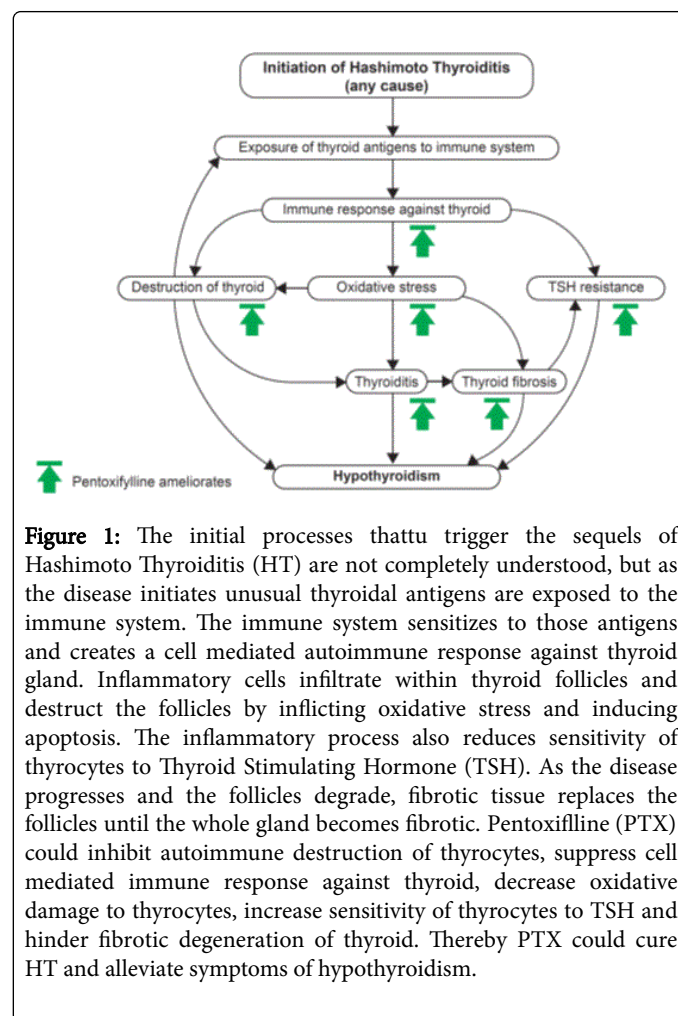 Initiation of Hashimoto Thyroiditis
(any cause)
Exposure of thyroid antigens to immune system
Immune response against thyroid
Destruction of thyroid
Oxidative stress
TSH resistance
Thyroiditis
Thyroid fibrosis
Hypothyroidism
Pentoxifylline ameliorates
Figure 1: The initial processes thattu trigger the sequels of
Hashimoto Thyroiditis (HT) are not completely understood, but as
the disease initiates unusual thyroidal antigens are exposed to the
immune system. The immune system sensitizes to those antigens
and creates a cell mediated autoimmune response against thyroid
gland. Inflammatory cells infiltrate within thyroid follicles and
destruct the follicles by inflicting oxidative stress and inducing
apoptosis. The inflammatory process also reduces sensitivity of
thyrocytes to Thyroid Stimulating Hormone (TSH). As the disease
progresses and the follicles degrade, fibrotic tissue replaces the
follicles until the whole gland becomes fibrotic. Pentoxiflline (PTX)
could inhibit autoimmune destruction of thyrocytes, suppress cell
mediated immune response against thyroid, decrease oxidative
damage to thyrocytes, increase sensitivity of thyrocytes to TSH and
hinder fibrotic degeneration of thyroid. Thereby PTX could cure
HT and alleviate symptoms of hypothyroidism.